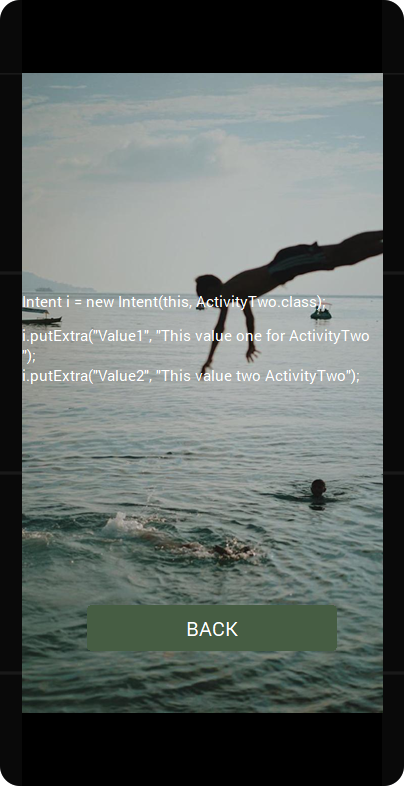 Intent i = new Intent(this, ActivityTwo.class);
i.putExtra("Value1", "This value one for ActivityTwo
");
i.putExtra("Value2", "This value two ActivityTwo");
BACK